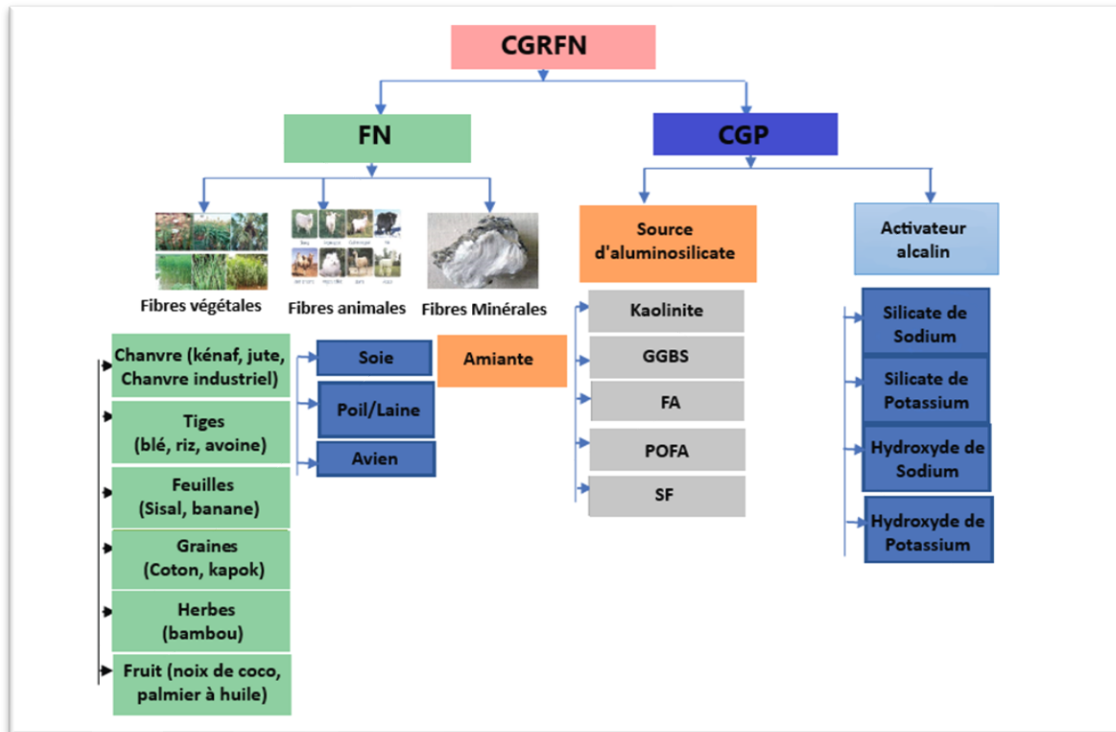 CGRFN
FN
CGP
Fibres végétales
Fibres animales
Fibres Minérales
Source
d'aluminosilicate
Activateur
alcalin
Chanvre (kénaf, jute,
Chanvre industriel)
Tiges
(blé, riz, avoine)
Feuilles
(Sisal, banane)
Graines
(Coton, kapok)
Herbes
(bambou)
Fruit (noix de coco,
palmier à huile)
Soie
Poil/Laine
Avien
Amiante
Kaolinite
GGBS
FA
POFA
SF
Silicate de
Sodium
Silicate de
Potassium
Hydroxyde de
Sodium
Hydroxyde de
Potassium